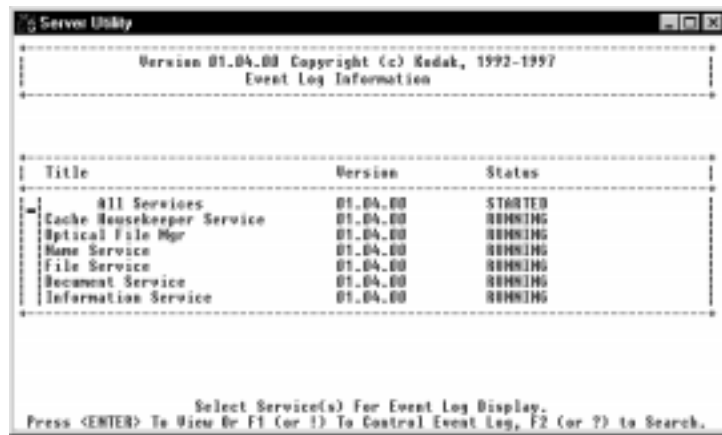 Server Utility
Version 01.04.00 Copyright (c) Kodak, 1992-1997
Event Log Information
Title Version Status
All Services 01.04.00 STARTED
Cache Housekeeper Service 01.04.00 RUNNING
Optical File Mgr 01.04.00 RUNNING
Name Service 01.04.00 RUNNING
File Service 01.04.00 RUNNING
Document Service 01.04.00 RUNNING
Information Service 01.04.00 RUNNING
Select Service(s) For Event Log Display.
Press <ENTER> To View Or F1 (or !) To Control Event Log, F2 (or ?) to Search.